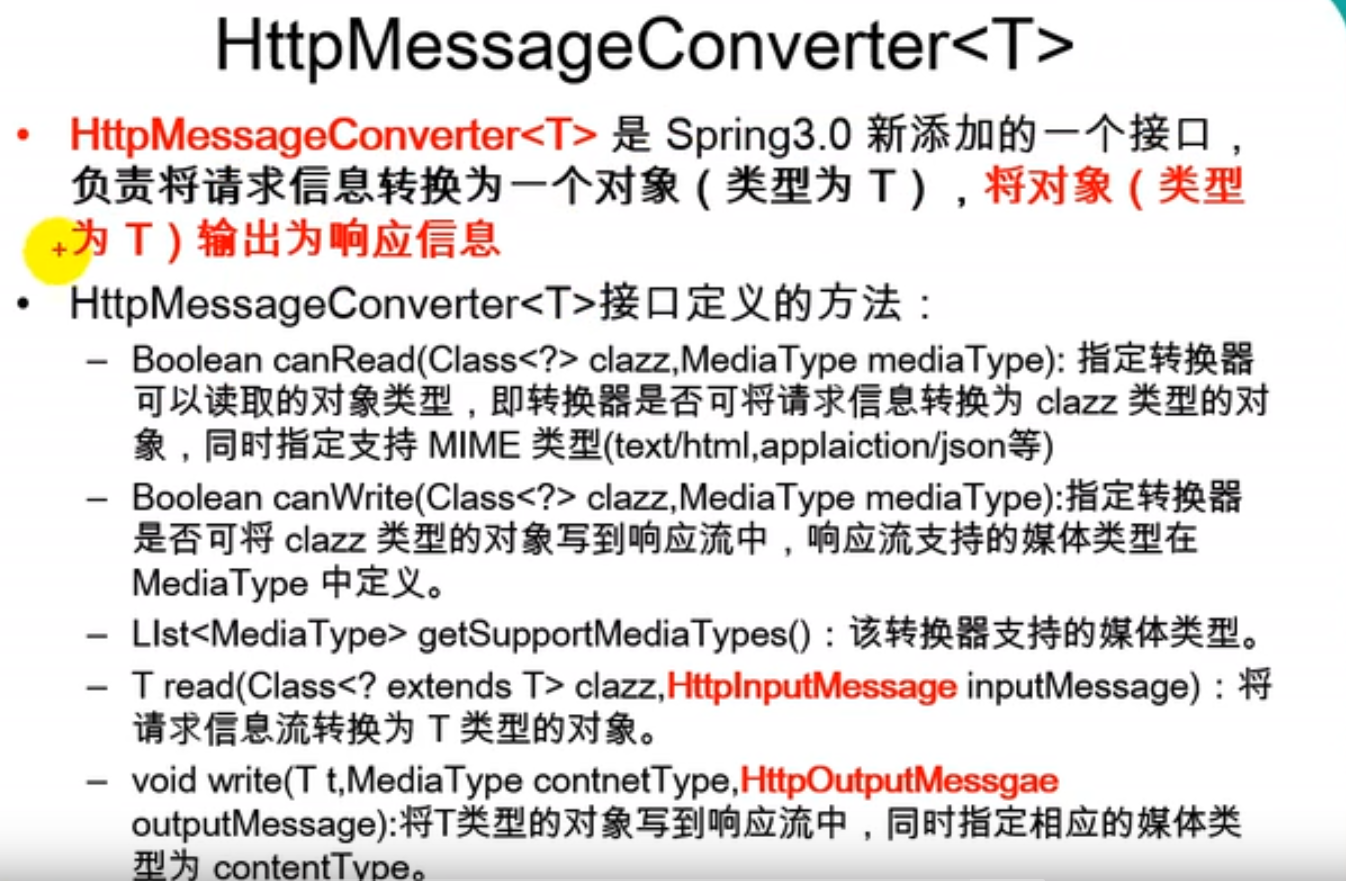 HttpMessageConverter<T>
• HttpMessageConverter<T> 是 Spring3.0 新添加的一个接口，
负责将请求信息转换为一个对象（类型为 T），将对象（类型
为 T）输出为响应信息
• HttpMessageConverter<T>接口定义的方法：
– Boolean canRead(Class<?> clazz,MediaType mediaType): 指定转换器
可以读取的对象类型，即转换器是否可将请求信息转换为 clazz 类型的对
象，同时指定支持 MIME 类型(text/html,applaiction/json等)
– Boolean canWrite(Class<?> clazz,MediaType mediaType):指定转换器
是否可将 clazz 类型的对象写到响应流中，响应流支持的媒体类型在
MediaType 中定义。
– LIst<MediaType> getSupportMediaTypes()：该转换器支持的媒体类型。
– T read(Class<? extends T> clazz,HttpInputMessage inputMessage)：将
请求信息流转换为 T 类型的对象。
– void write(T t,MediaType contnetType,HttpOutputMessgae
outputMessage):将T类型的对象写到响应流中，同时指定相应的媒体类
型为 contentType。